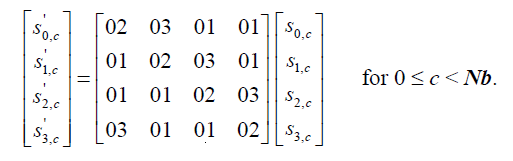 s'0,c 02 03 01 01 s0,c
s'1,c 01 02 03 01 s1,c
= for 0 ≤ c < Nb.
s'2,c 01 01 02 03 s2,c
s'3,c 03 01 01 02 s3,c